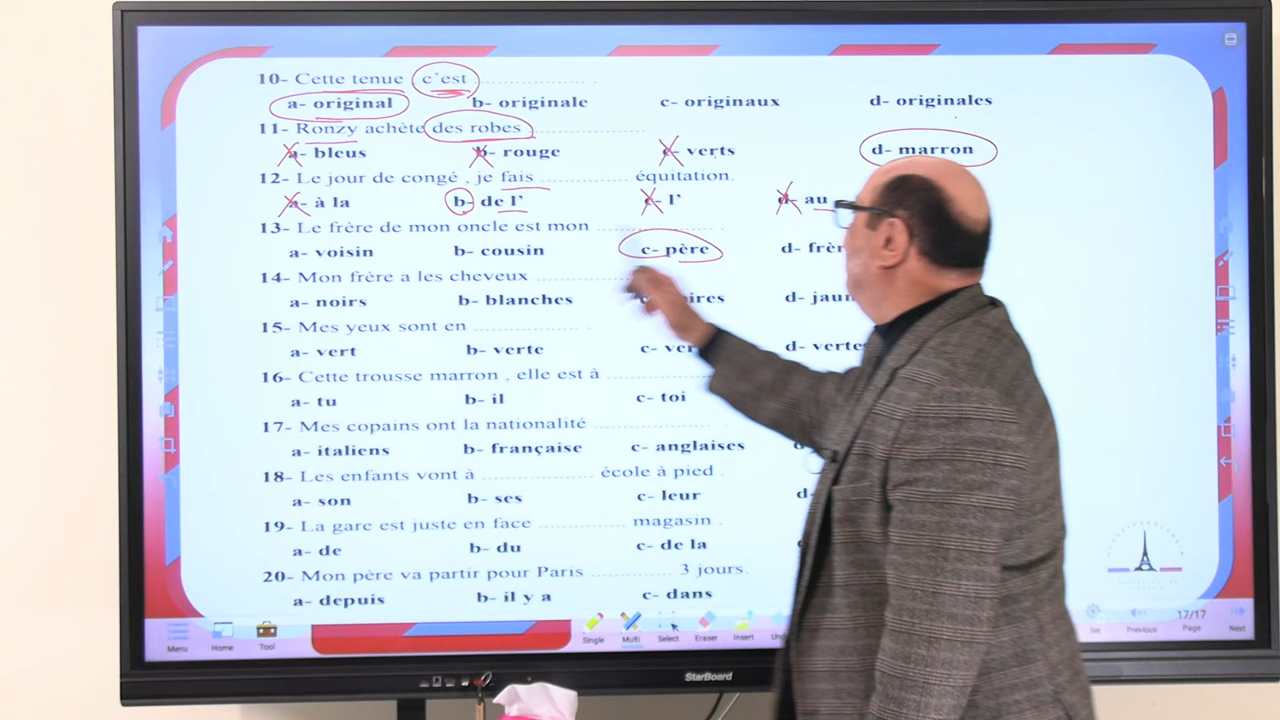 10- Cette tenue , c'est ........................ .
a- original b- originale c- originaux d- originales
11- Ronzy achète des robes ........................
a- bleus b- rouge c- verts d- marron
12- Le jour de congé , je fais .................. équitation.
a- à la b- de l' c- l' d- au
13- Le frère de mon oncle est mon ........................ .
a- voisin b- cousin c- père
14- Mon frère a les cheveux ..................
a- noirs b- blanches
15- Mes yeux sont en .................... .
a- vert b- verte d- vertes
16- Cette trousse marron , elle est à ....................
a- tu b- il c- toi
17- Mes copains ont la nationalité .................... .
a- italiens b- française c- anglaises
18- Les enfants vont à .................... école à pied .
a- son b- ses c- leur
19- La gare est juste en face ................ magasin .
a- de b- du c- de la
20- Mon père va partir pour Paris ................ 3 jours.
a- depuis b- il y a c- dans
Menu Home Tool Single Multi Select Eraser Insert Set Previous 17/17 Page Next
StarBoard